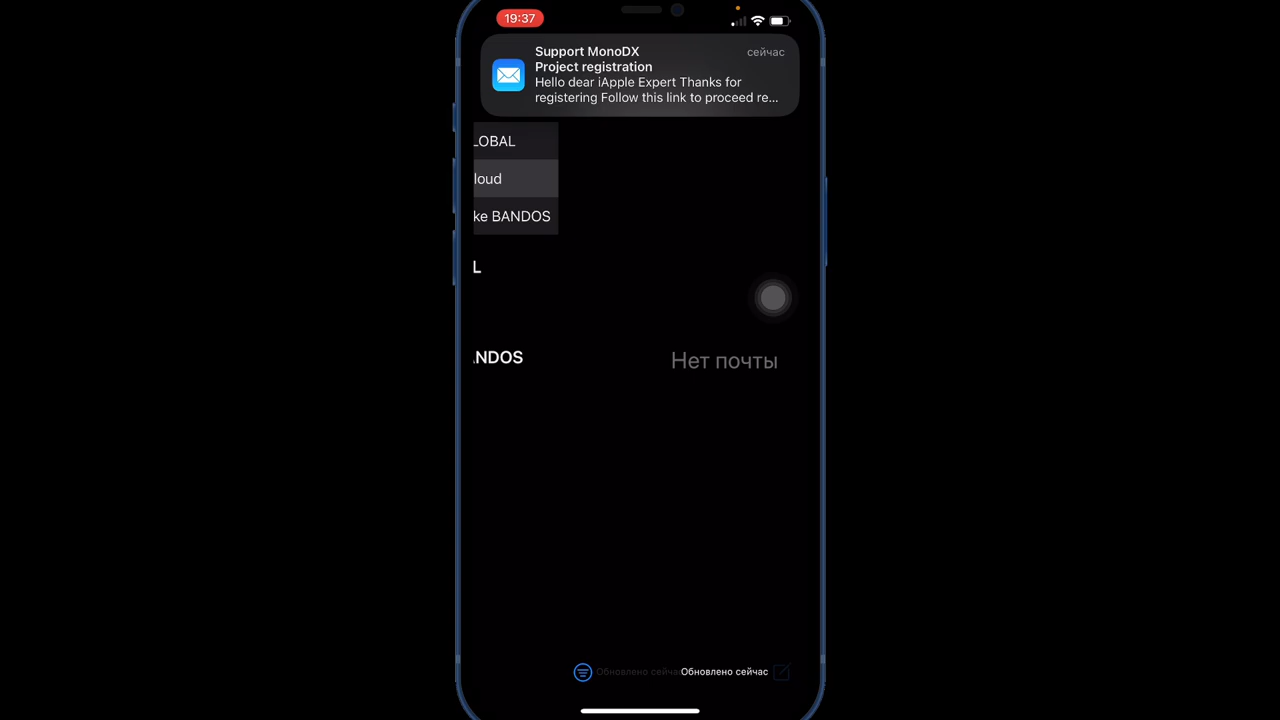 19:37
Support MonoDX
сейчас
Project registration
Hello dear iApple Expert Thanks for
registering Follow this link to proceed re...
LOBAL
loud
ke BANDOS
L
ANDOS
Нет почты
Обновлено сейчас
Обновлено сейчас